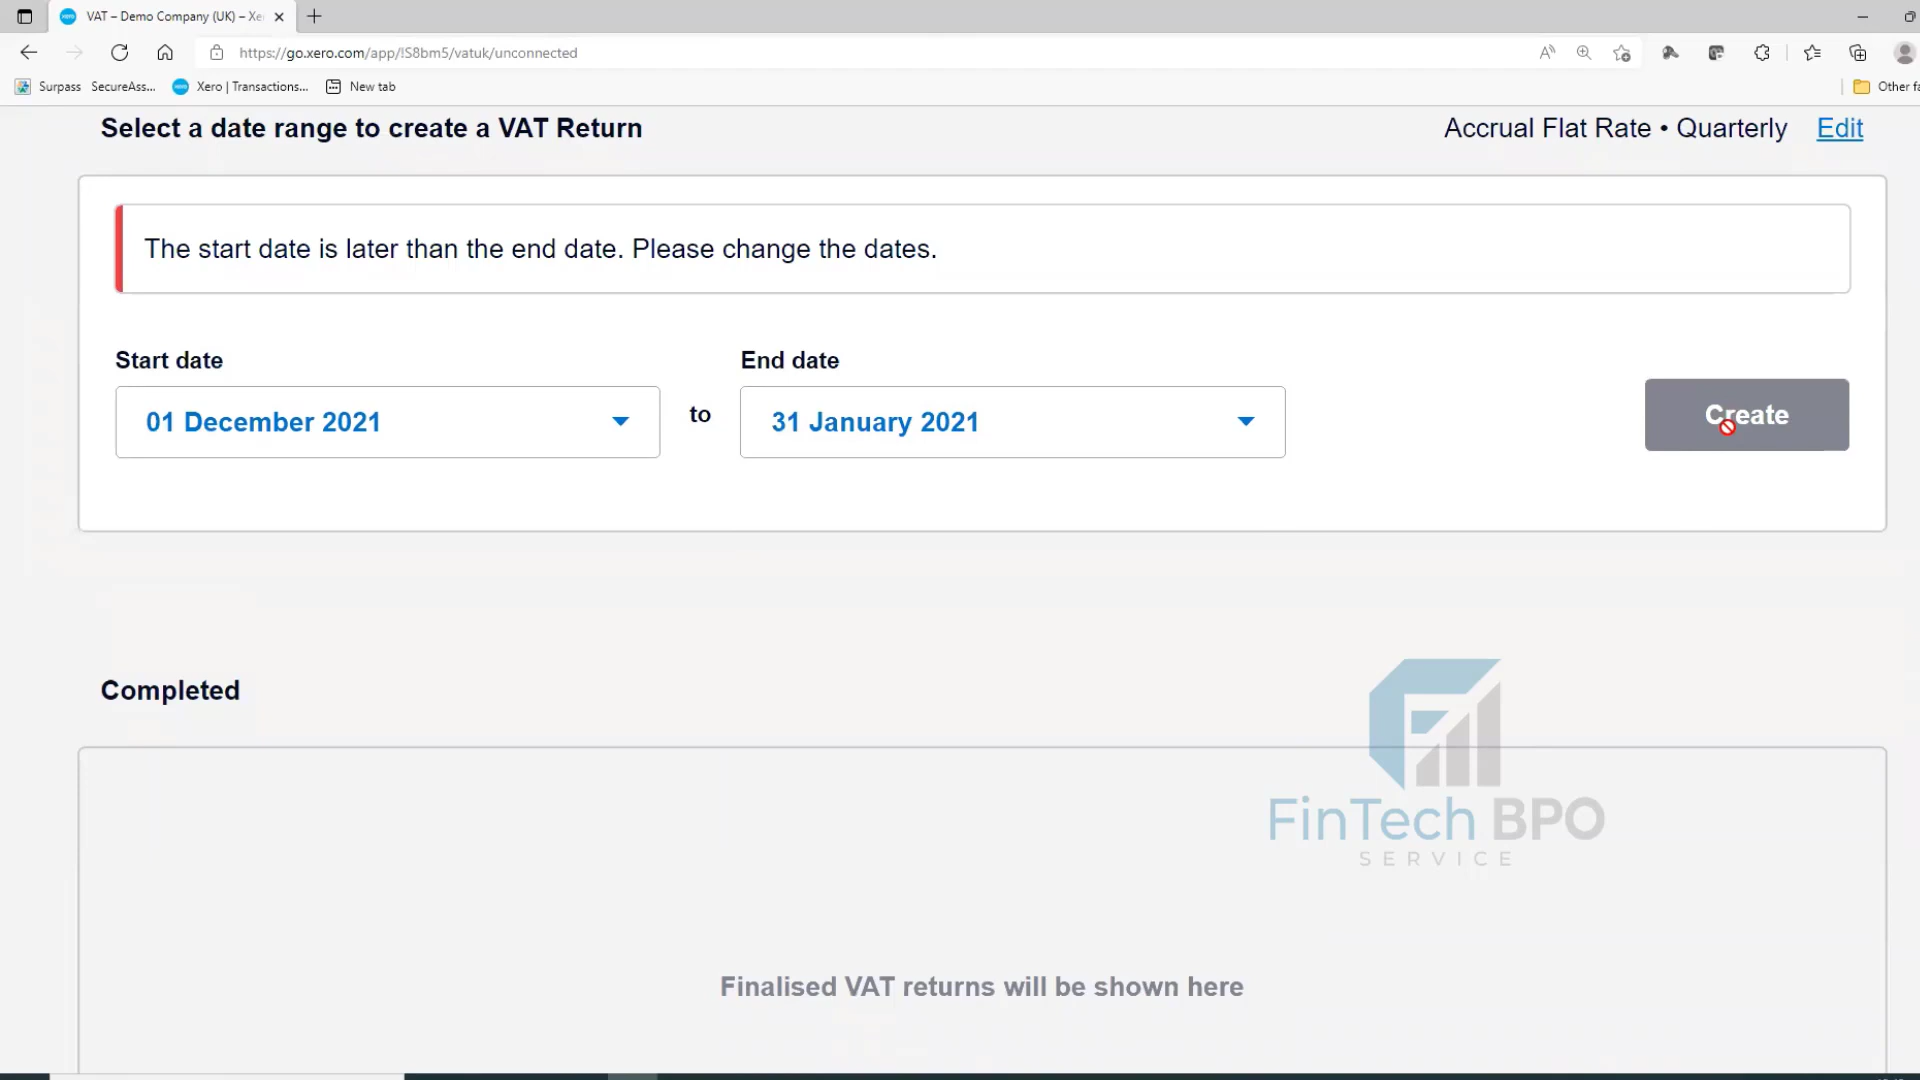 VAT – Demo Company (UK) – Xe
https://go.xero.com/app/!S8bm5/vatuk/unconnected
Surpass SecureAss... Xero | Transactions... New tab Other fa
Select a date range to create a VAT Return
Accrual Flat Rate • Quarterly Edit
The start date is later than the end date. Please change the dates.
Start date
End date
01 December 2021 to 31 January 2021
Create
Completed
FinTech BPO
SERVICE
Finalised VAT returns will be shown here